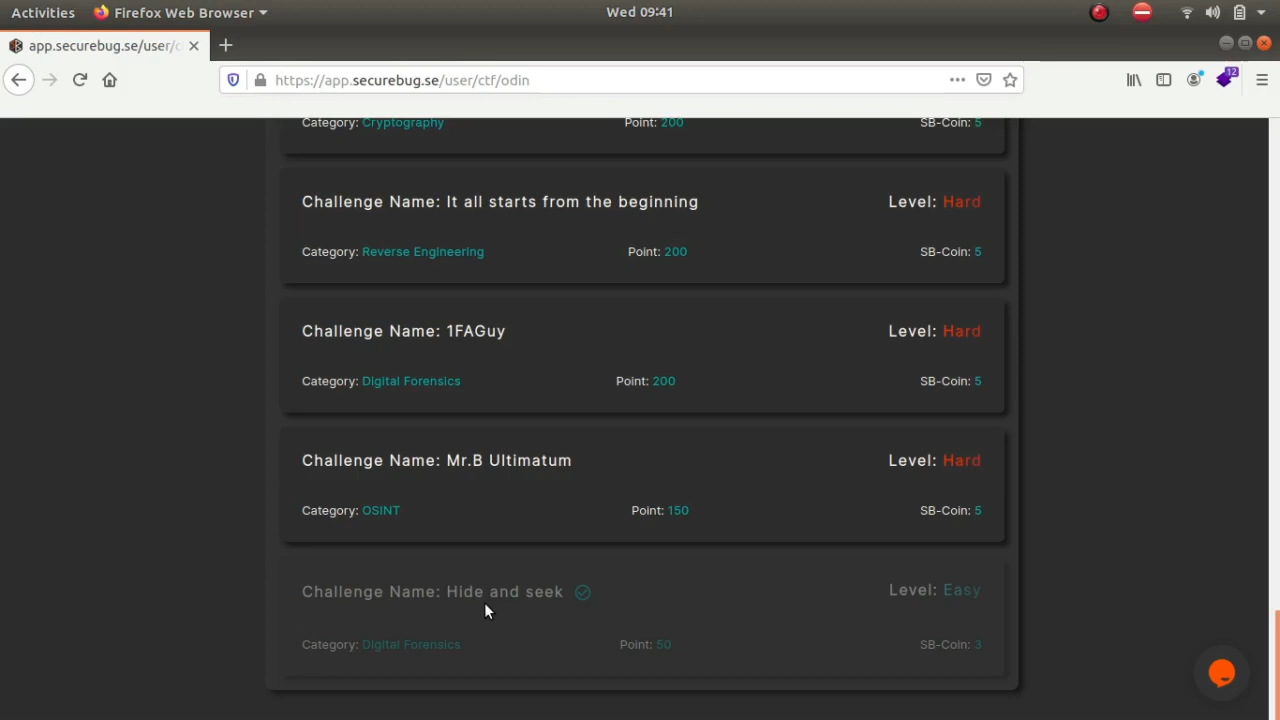 Activities Firefox Web Browser Wed 09:41
app.securebug.se/user/c
https://app.securebug.se/user/ctf/odin 12
Category: Cryptography Point: 200 SB-Coin: 5
Challenge Name: It all starts from the beginning Level: Hard
Category: Reverse Engineering Point: 200 SB-Coin: 5
Challenge Name: 1FAGuy Level: Hard
Category: Digital Forensics Point: 200 SB-Coin: 5
Challenge Name: Mr.B Ultimatum Level: Hard
Category: OSINT Point: 150 SB-Coin: 5
Challenge Name: Hide and seek Level: Easy
Category: Digital Forensics Point: 50 SB-Coin: 3